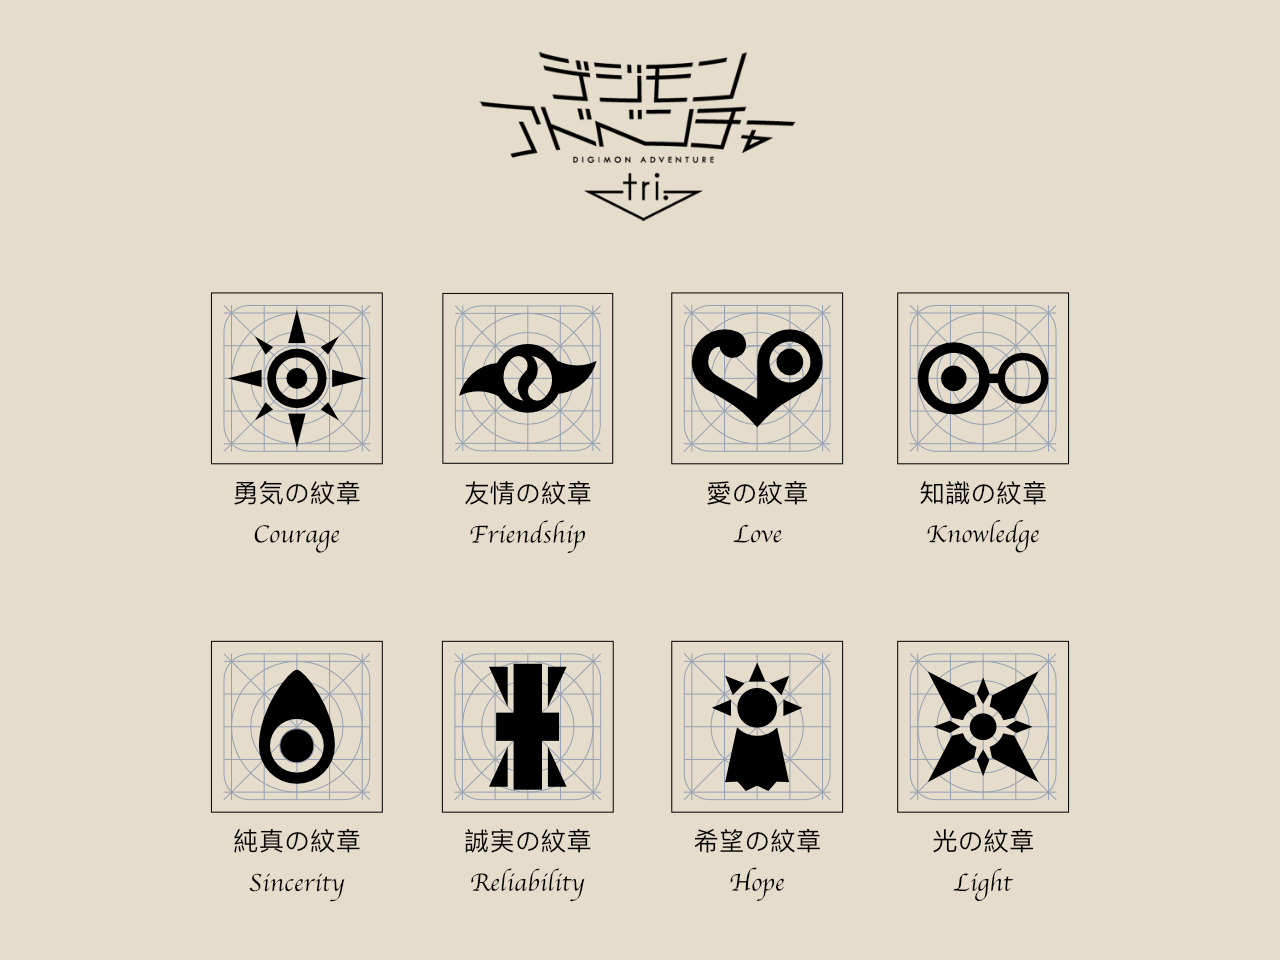 デジモン
アドベンチャー
DIGIMON ADVENTURE
tri.
勇気の紋章 友情の紋章 愛の紋章 知識の紋章
Courage Friendship Love Knowledge
純真の紋章 誠実の紋章 希望の紋章 光の紋章
Sincerity Reliability Hope Light